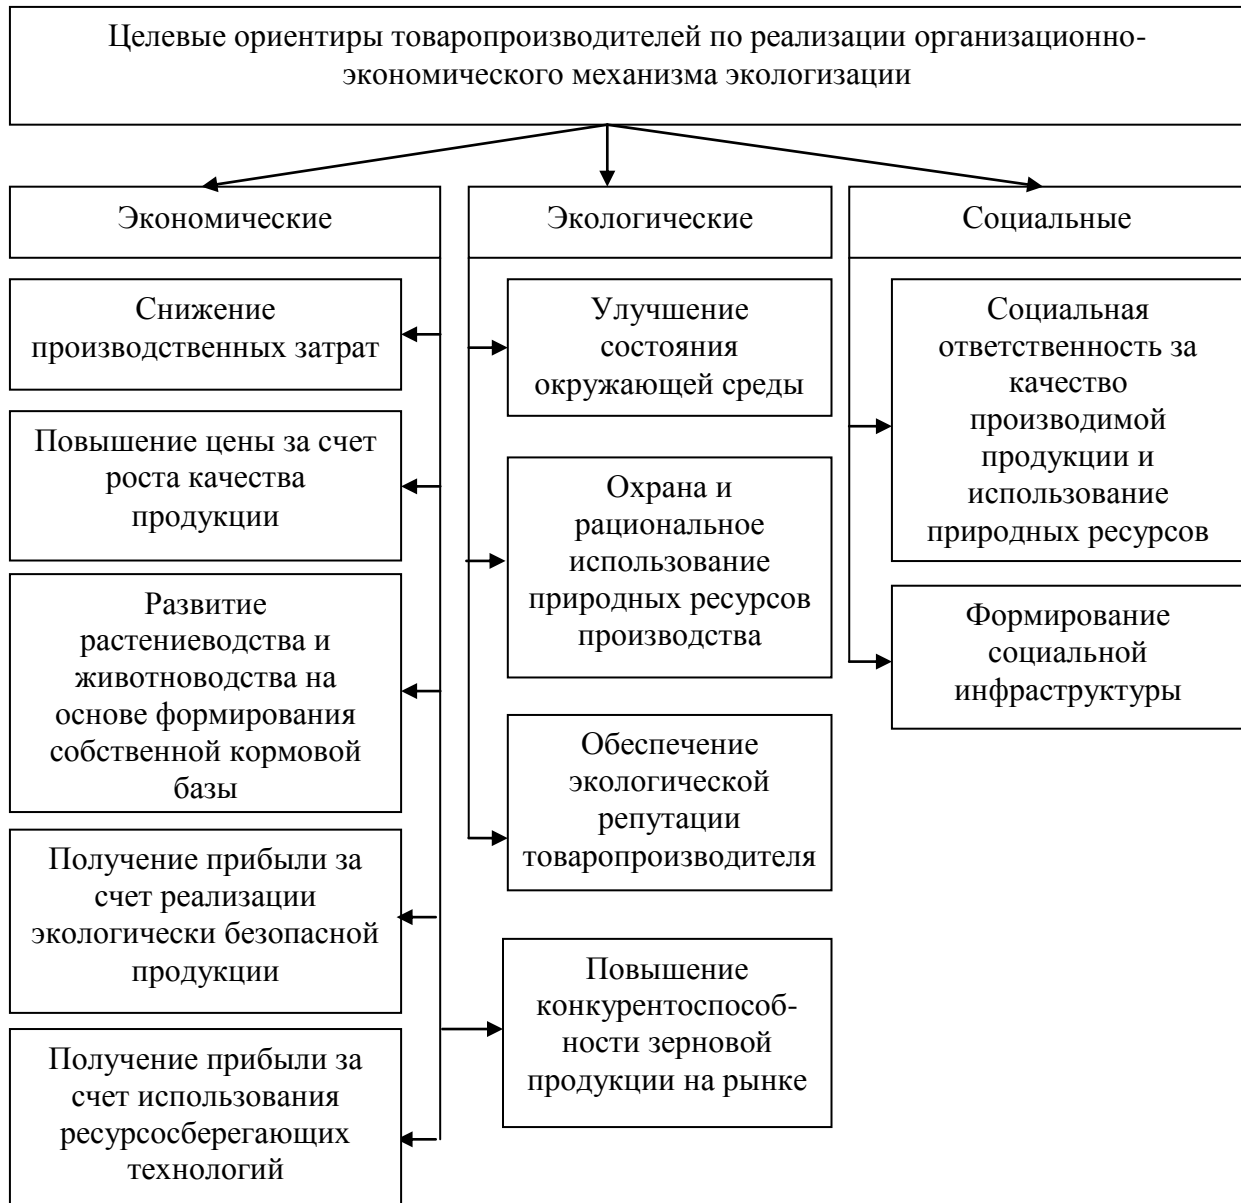 Целевые ориентиры товаропроизводителей по реализации организационно-
экономического механизма экологизации
Экономические
Снижение
производственных затрат
Повышение цены за счет
роста качества
продукции
Развитие
растениеводства и
животноводства на
основе формирования
собственной кормовой
базы
Получение прибыли за
счет реализации
экологически безопасной
продукции
Получение прибыли за
счет использования
ресурсосберегающих
технологий
Экологические
Улучшение
состояния
окружающей среды
Охрана и
рациональное
использование
природных ресурсов
производства
Обеспечение
экологической
репутации
товаропроизводителя
Повышение
конкурентоспособ-
ности зерновой
продукции на рынке
Социальные
Социальная
ответственность за
качество
производимой
продукции и
использование
природных ресурсов
Формирование
социальной
инфраструктуры